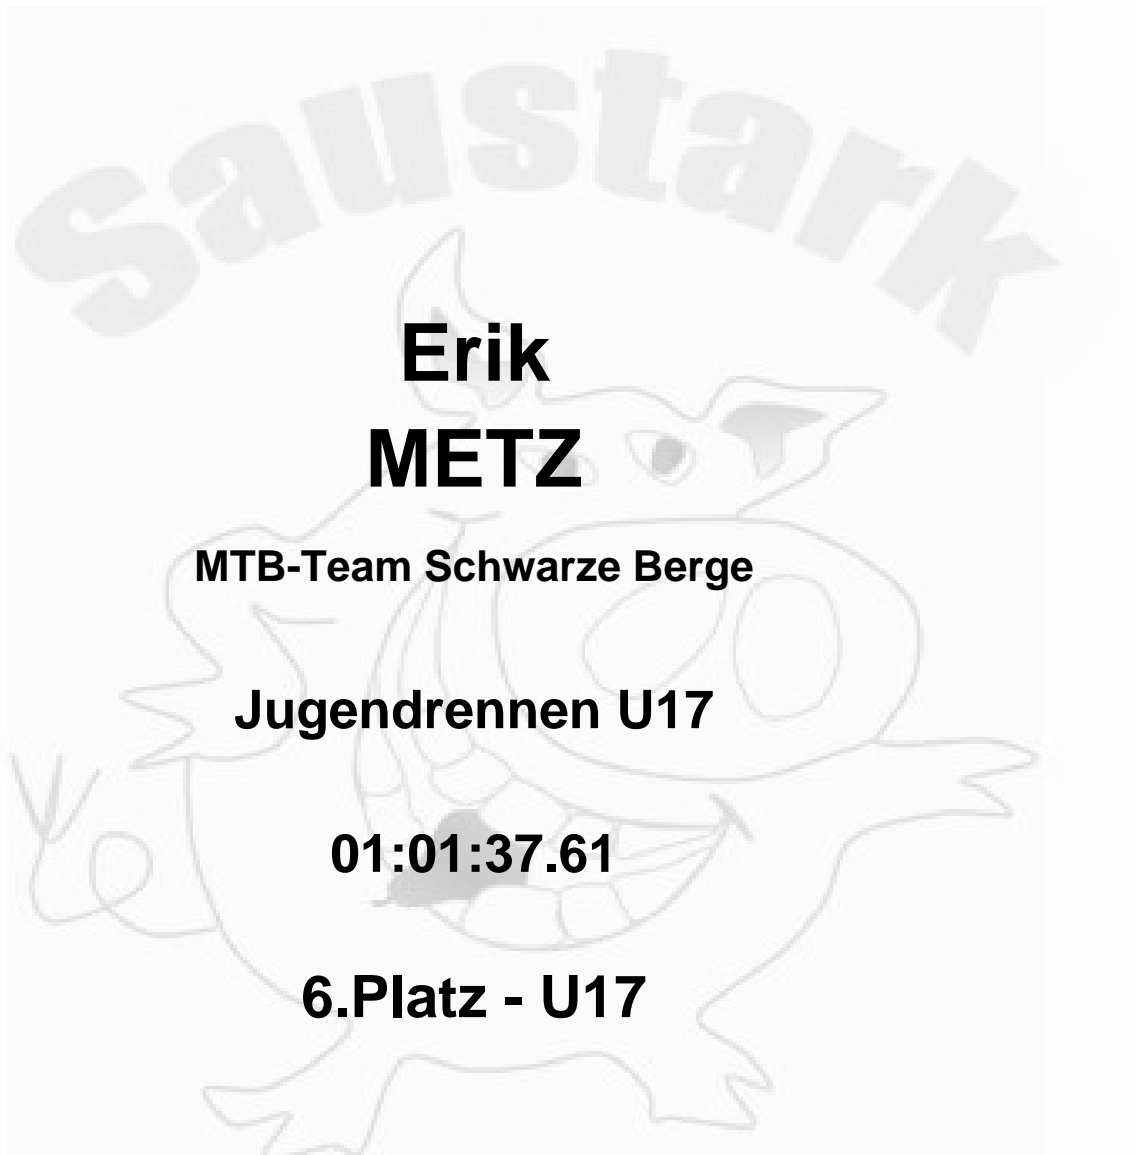 Saustark
Erik
METZ
MTB-Team Schwarze Berge
Jugendrennen U17
01:01:37.61
6.Platz - U17